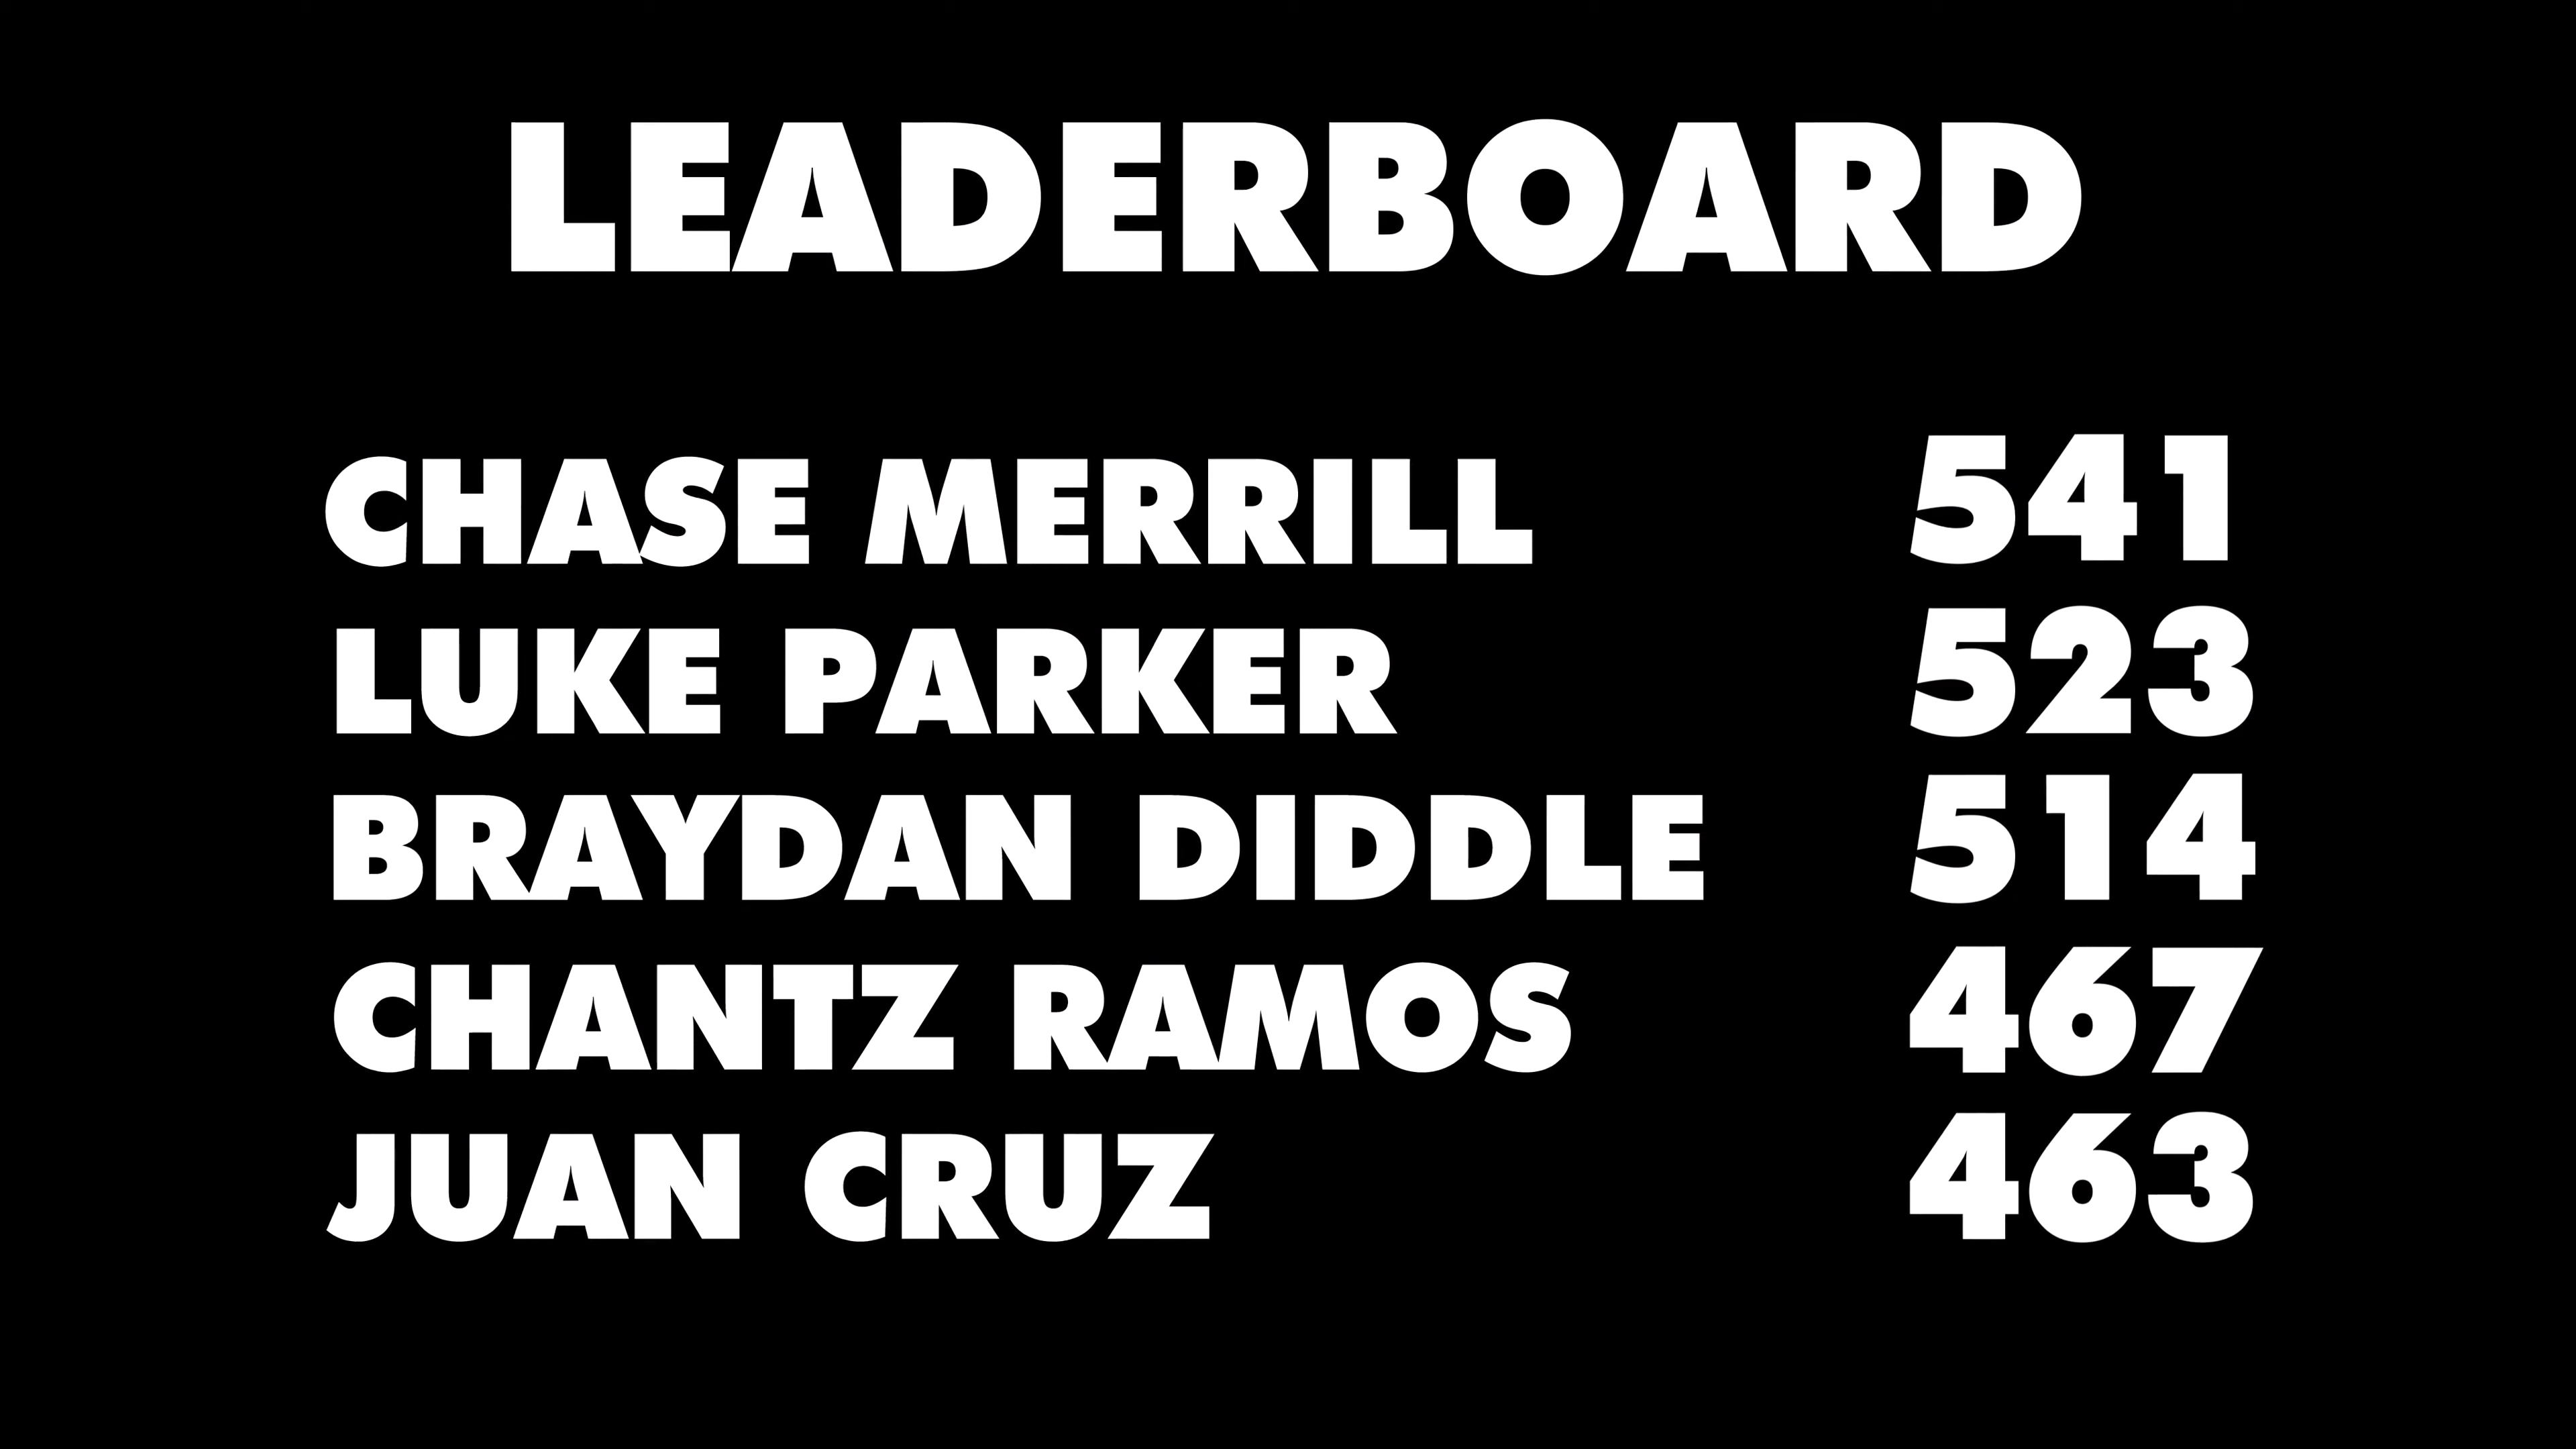 LEADERBOARD
CHASE MERRILL 541
LUKE PARKER 523
BRAYDAN DIDDLE 514
CHANTZ RAMOS 467
JUAN CRUZ 463